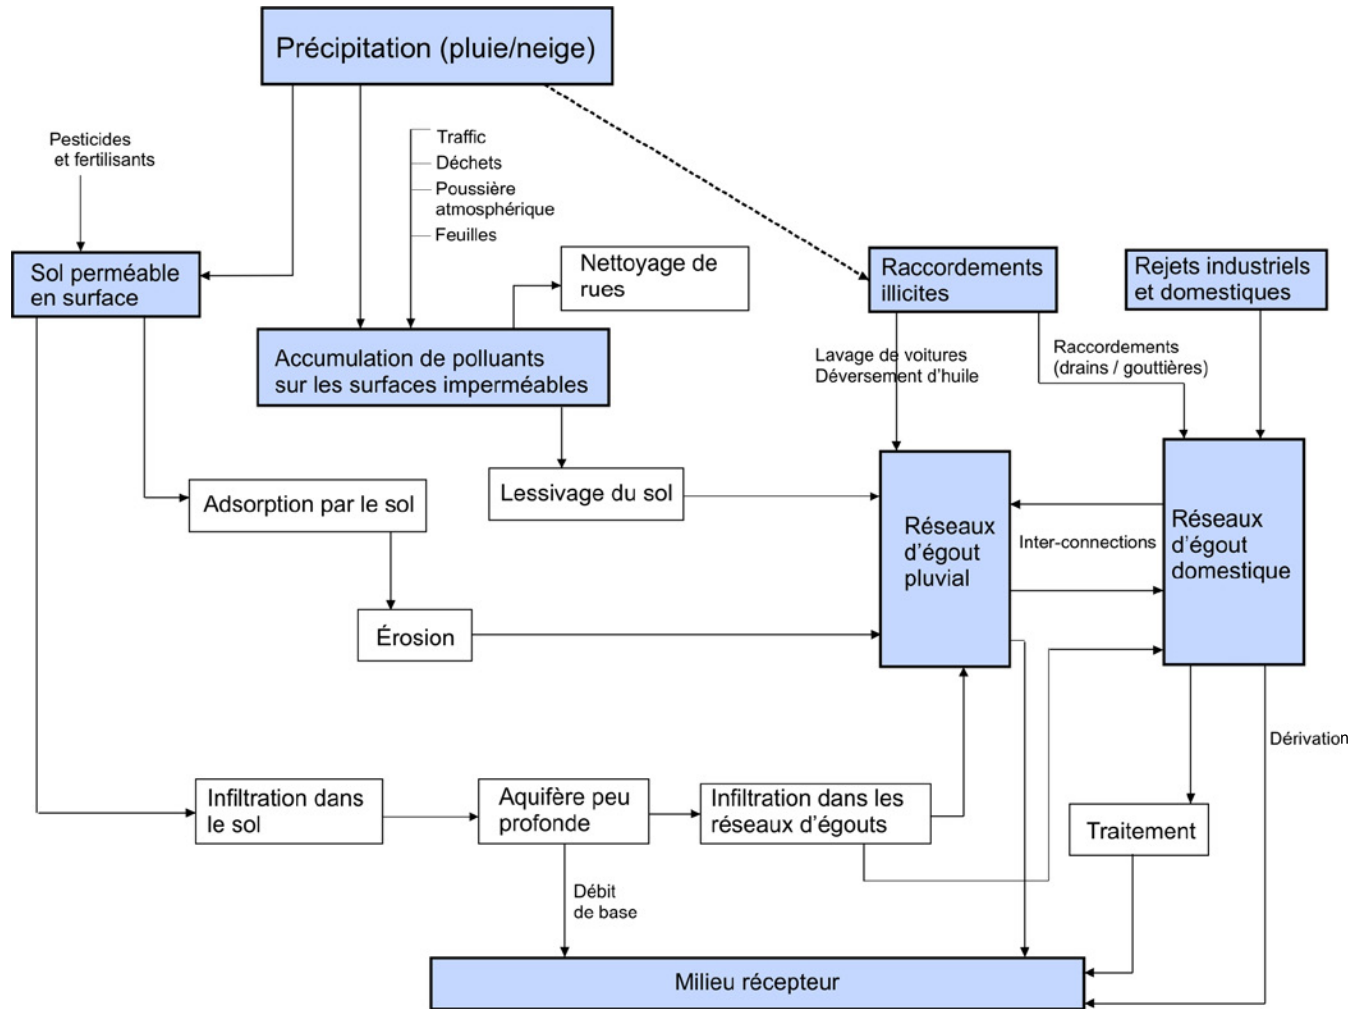 Précipitation (pluie/neige)
Pesticides
et fertilisants
Traffic
Déchets
Poussière
atmosphérique
Feuilles
Sol perméable
en surface
Nettoyage de
rues
Raccordements
illicites
Rejets industriels
et domestiques
Accumulation de polluants
sur les surfaces imperméables
Lavage de voitures
Déversement d'huile
Raccordements
(drains / gouttières)
Adsorption par le sol
Lessivage du sol
Réseaux
d'égout
pluvial
Inter-connections
Réseaux
d'égout
domestique
Érosion
Dérivation
Infiltration dans
le sol
Aquifère peu
profonde
Infiltration dans les
réseaux d'égouts
Traitement
Débit
de base
Milieu récepteur